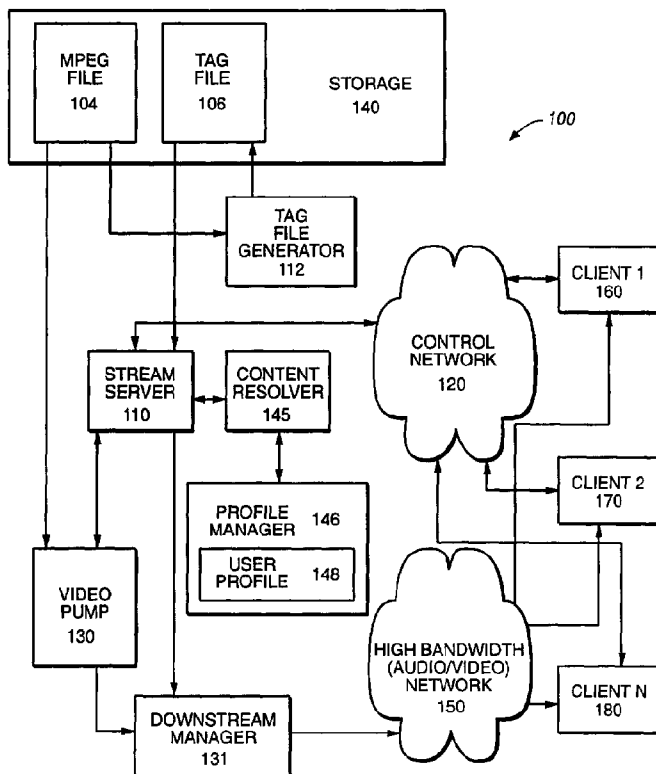 MPEG
FILE
104
TAG
FILE
106
STORAGE
140
100
TAG
FILE
GENERATOR
112
CLIENT 1
160
CONTROL
NETWORK
120
STREAM
SERVER
110
CONTENT
RESOLVER
145
CLIENT 2
170
PROFILE
MANAGER
146
USER
PROFILE
148
VIDEO
PUMP
130
HIGH BANDWIDTH
(AUDIO/VIDEO)
NETWORK
150
CLIENT N
180
DOWNSTREAM
MANAGER
131